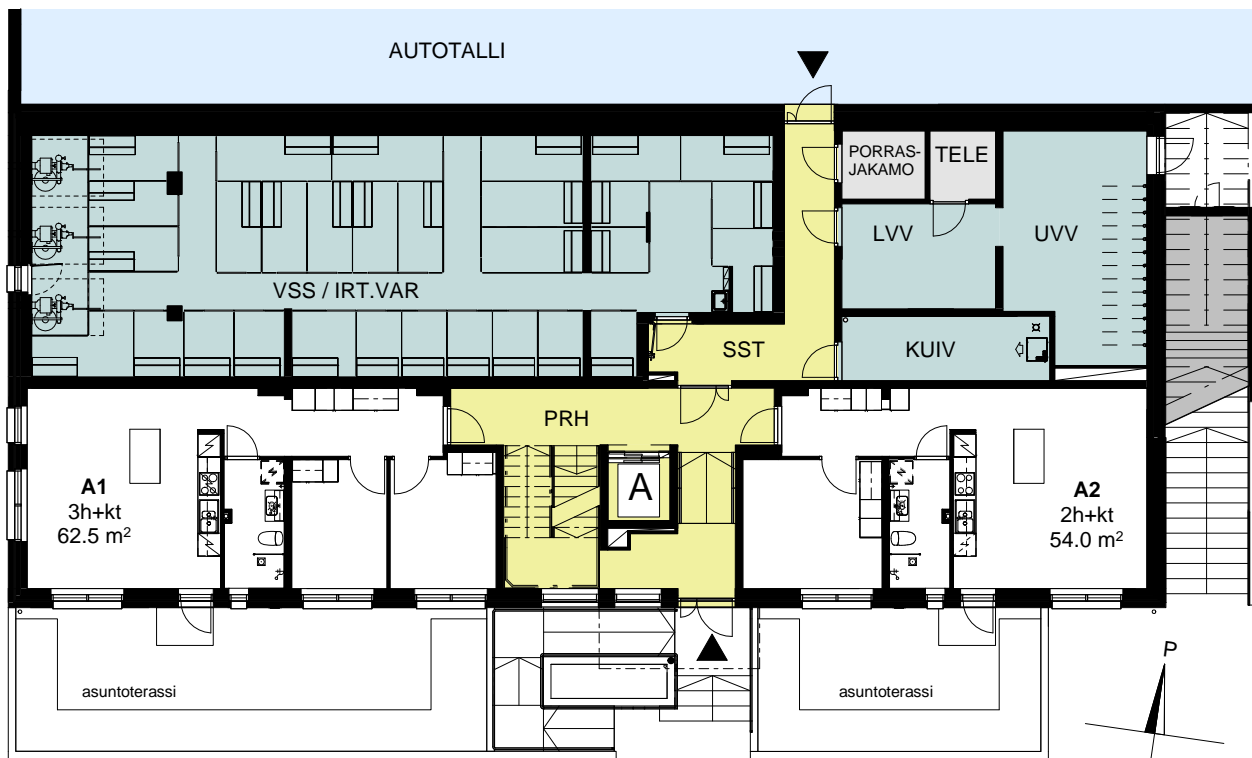 AUTOTALLI
PORRAS-
JAKAMO
TELE
LVV
UVV
VSS / IRT.VAR
SST
KUIV
PRH
A
A1
3h+kt
62.5 m²
A2
2h+kt
54.0 m²
P
asuntoterassi
asuntoterassi